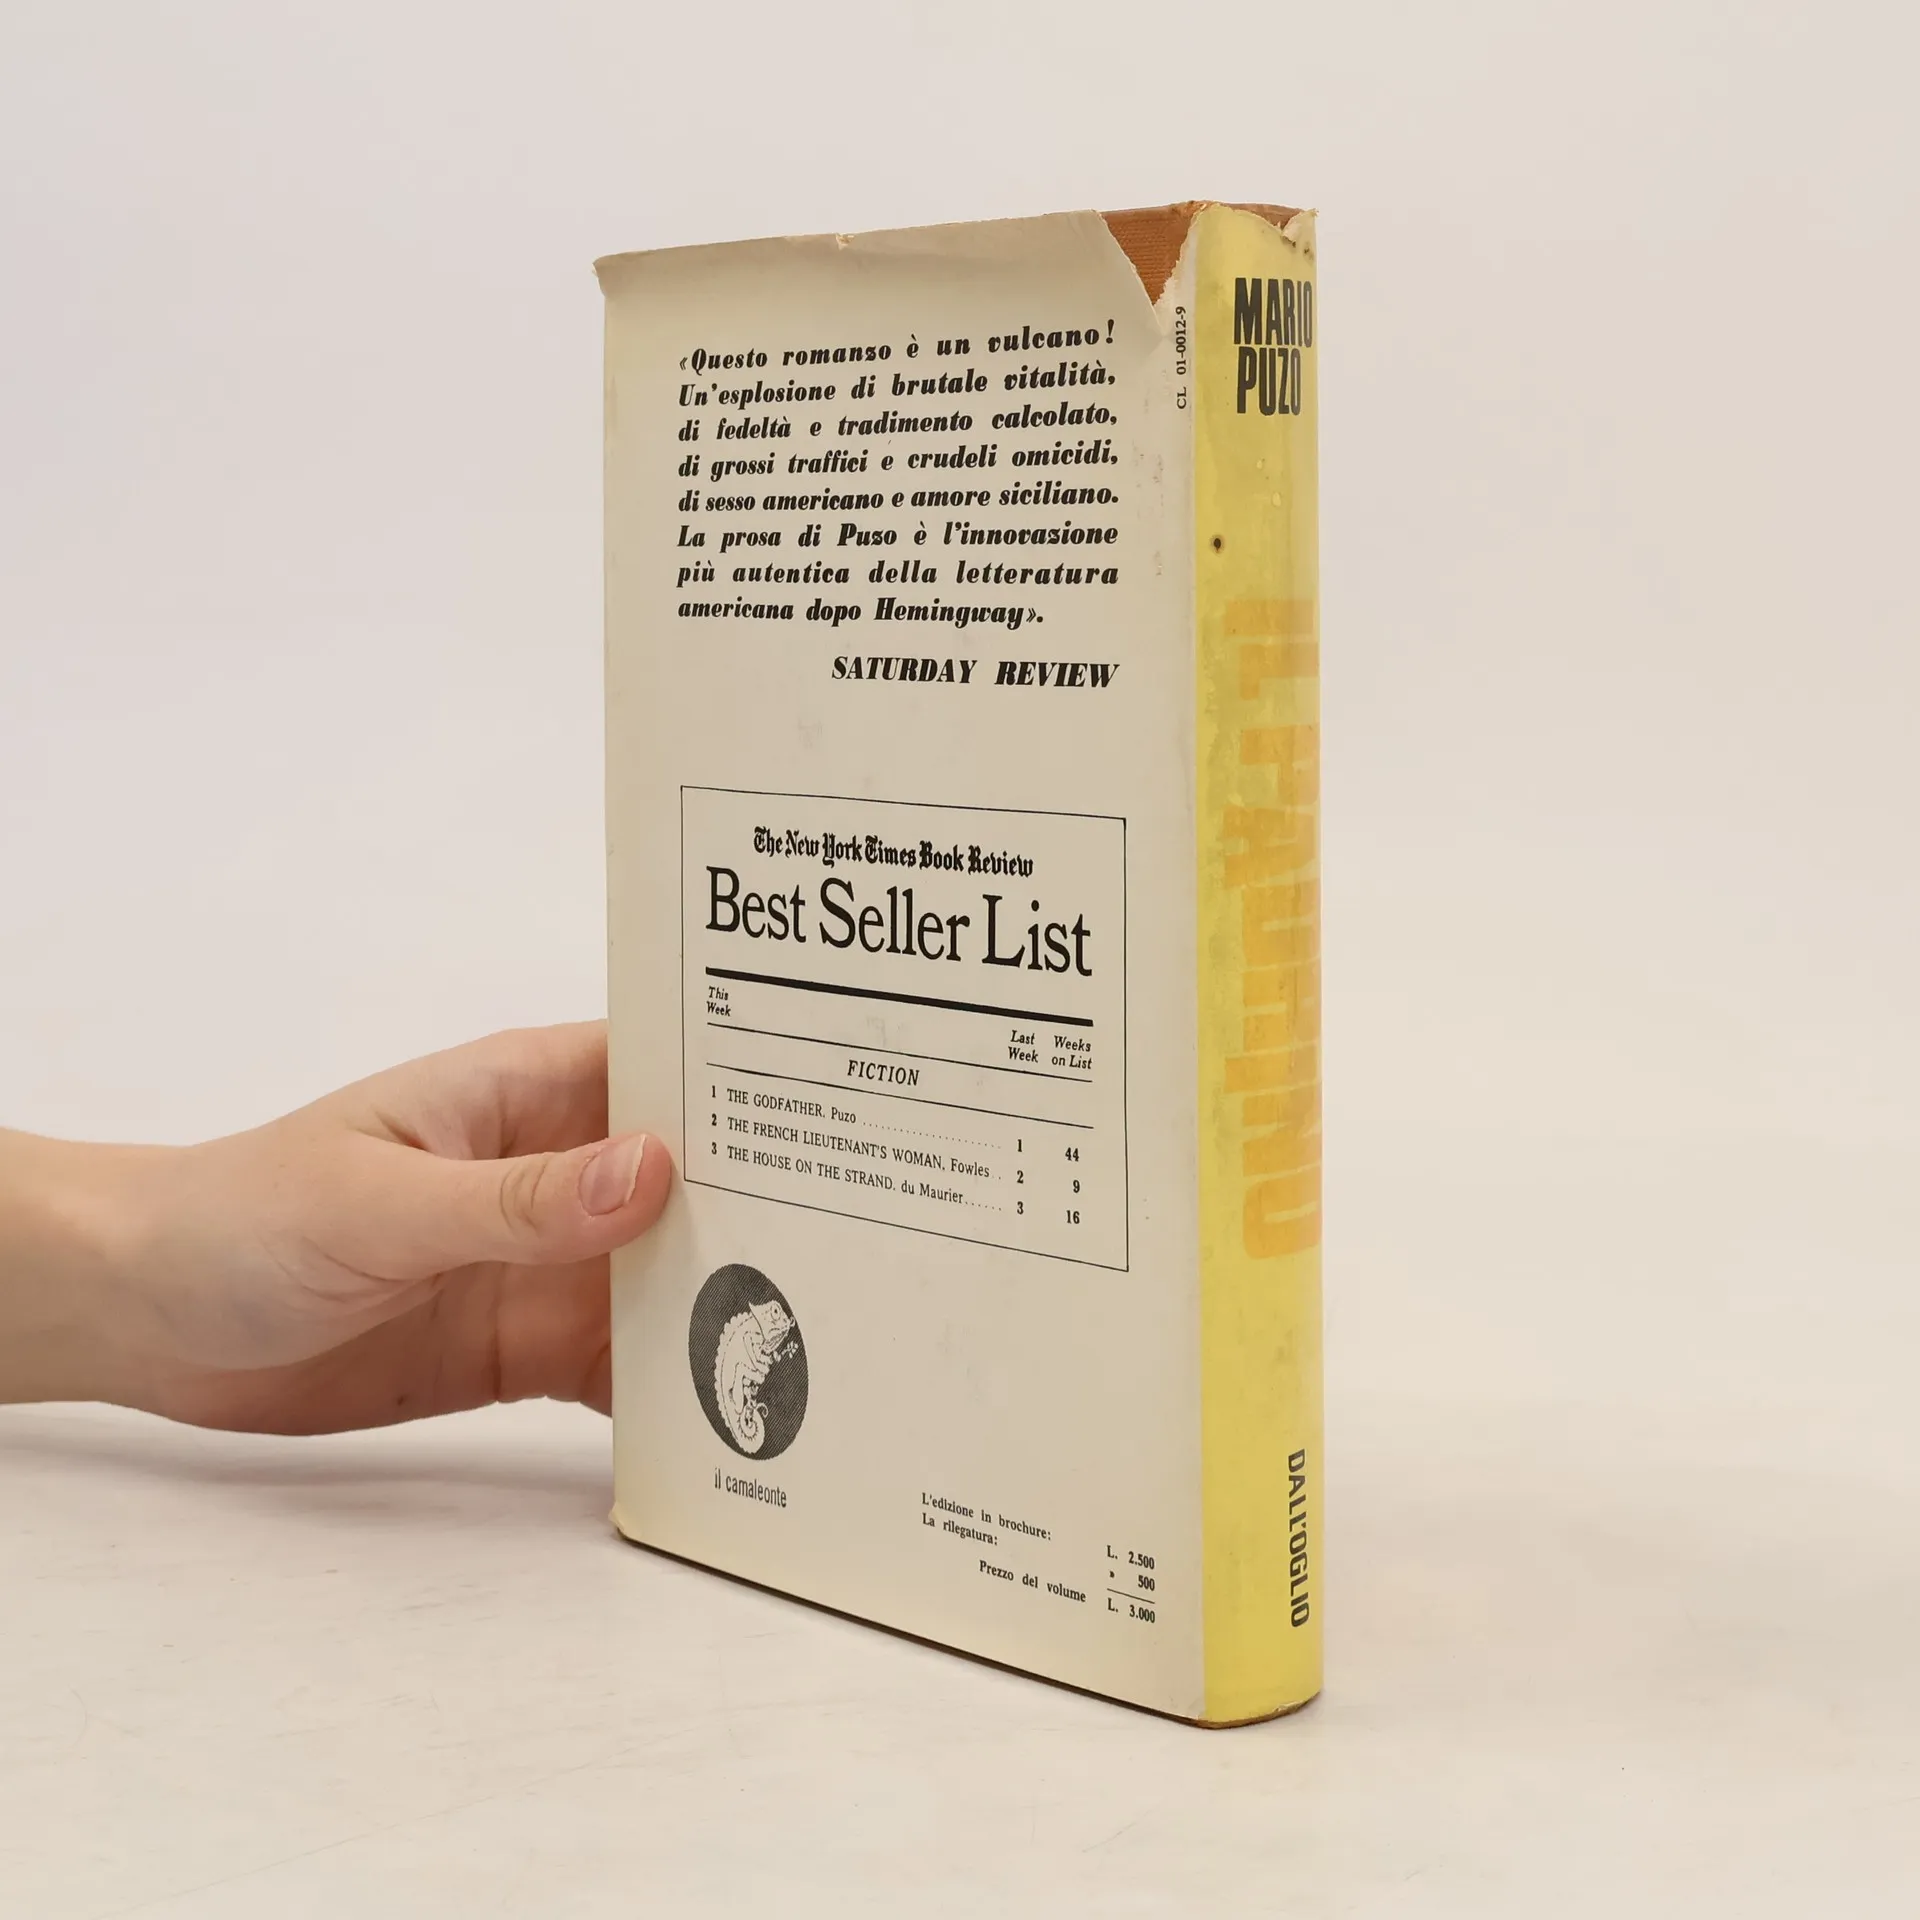 «Questo romanzo è un vulcano!
Un'esplosione di brutale vitalità,
di fedeltà e tradimento calcolato,
di grossi traffici e crudeli omicidi,
di sesso americano e amore siciliano.
La prosa di Puzo è l'innovazione
più autentica della letteratura
americana dopo Hemingway».
SATURDAY REVIEW
The New York Times Book Review
Best Seller List
This
Week
Last Weeks
Week on List
FICTION
1 THE GODFATHER. Puzo ...................... 1 44
2 THE FRENCH LIEUTENANT'S WOMAN, Fowles.. 2 9
3 THE HOUSE ON THE STRAND. du Maurier...... 3 16
il camaleonte
L'edizione in brochure: L. 2.500
La rilegatura: » 500
Prezzo del volume L. 3.000
CL 01-0012-9
MARIO
PUZO
IL PADRINO
DALL'OGLIO